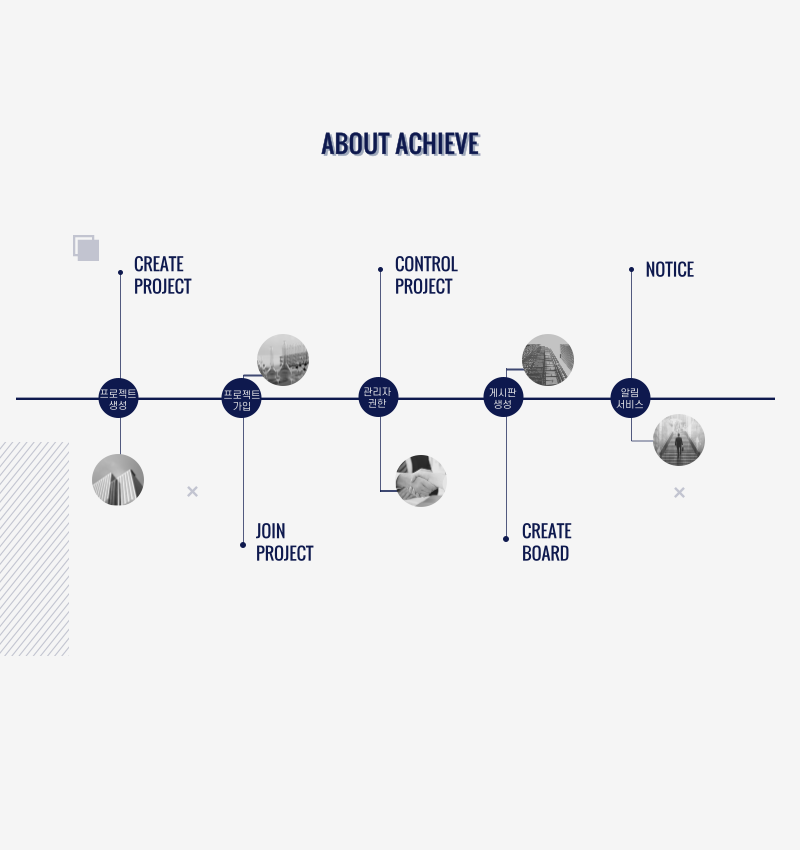 ABOUT ACHIEVE
CREATE
PROJECT
CONTROL
PROJECT
NOTICE
프로젝트
생성
프로젝트
가입
관리자
권한
게시판
생성
알림
서비스
JOIN
PROJECT
CREATE
BOARD